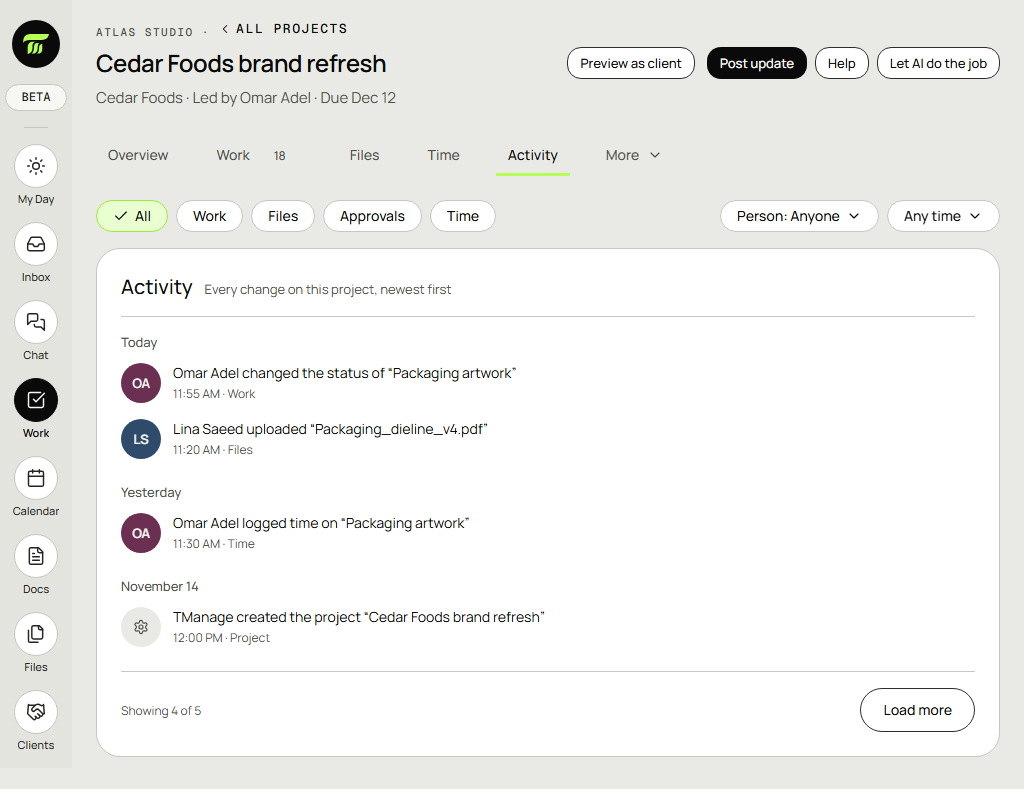 ATLAS STUDIO · < ALL PROJECTS
Cedar Foods brand refresh
Cedar Foods · Led by Omar Adel · Due Dec 12
Preview as client
Post update
Help
Let AI do the job
BETA
My Day
Inbox
Chat
Work
Calendar
Docs
Files
Clients
Overview
Work 18
Files
Time
Activity
More
All
Work
Files
Approvals
Time
Person: Anyone
Any time
Activity Every change on this project, newest first
Today
OA
Omar Adel changed the status of “Packaging artwork”
11:55 AM · Work
LS
Lina Saeed uploaded “Packaging_dieline_v4.pdf”
11:20 AM · Files
Yesterday
OA
Omar Adel logged time on “Packaging artwork”
11:30 AM · Time
November 14
TManage created the project “Cedar Foods brand refresh”
12:00 PM · Project
Showing 4 of 5
Load more